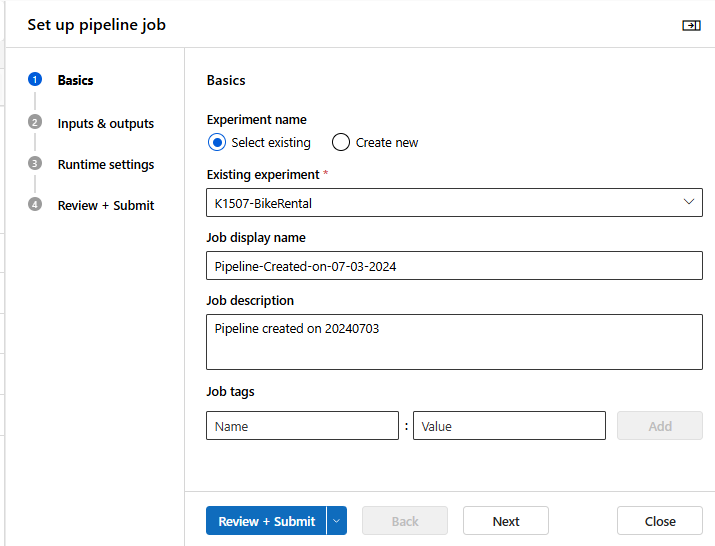 Set up pipeline job
1 Basics
2 Inputs & outputs
3 Runtime settings
4 Review + Submit
Basics
Experiment name
Select existing Create new
Existing experiment *
K1507-BikeRental
Job display name
Pipeline-Created-on-07-03-2024
Job description
Pipeline created on 20240703
Job tags
Name : Value Add
Review + Submit Back Next Close